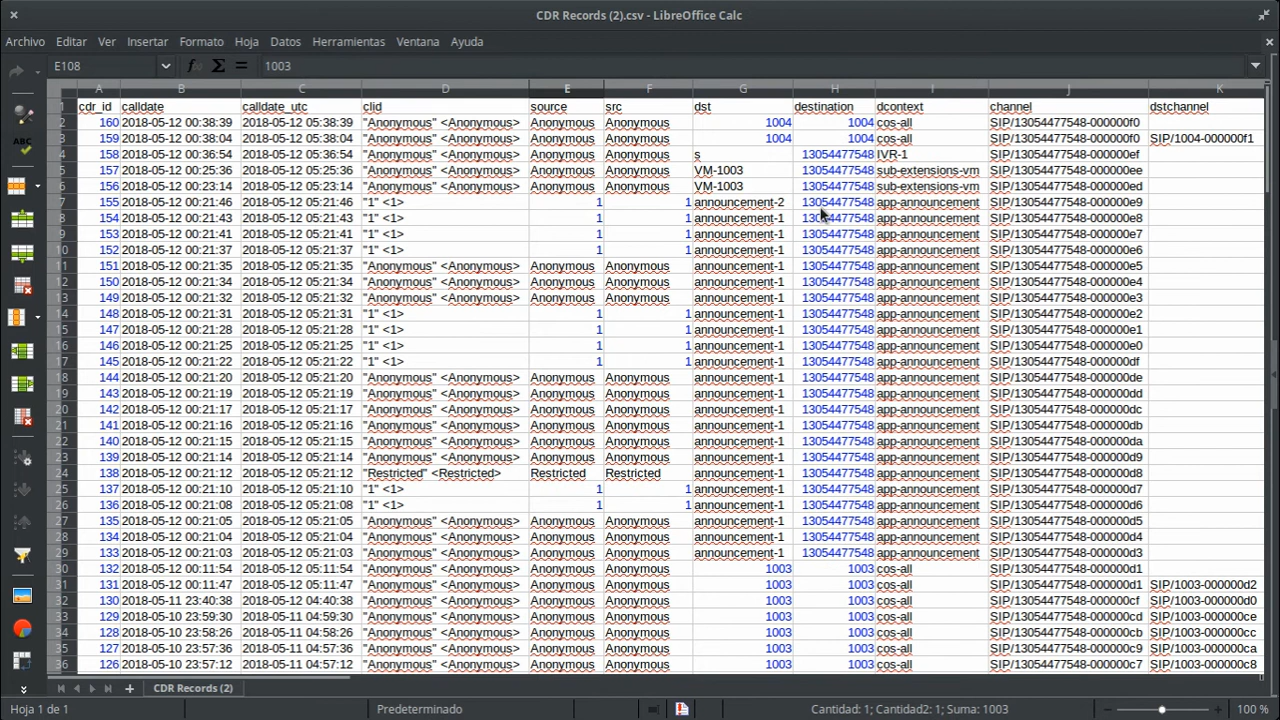 CDR Records (2).csv - LibreOffice Calc
Archivo Editar Ver Insertar Formato Hoja Datos Herramientas Ventana Ayuda
E108 1003
A B C D E F G H I J K
1 cdr_id calldate calldate_utc clid source src dst destination dcontext channel dstchannel
2 160 2018-05-12 00:38:39 2018-05-12 05:38:39 "Anonymous" <Anonymous> Anonymous Anonymous 1004 1004 cos-all SIP/13054477548-000000f0
3 159 2018-05-12 00:38:04 2018-05-12 05:38:04 "Anonymous" <Anonymous> Anonymous Anonymous 1004 1004 cos-all SIP/13054477548-000000f0 SIP/1004-000000f1
4 158 2018-05-12 00:36:54 2018-05-12 05:36:54 "Anonymous" <Anonymous> Anonymous Anonymous s 13054477548 IVR-1 SIP/13054477548-000000ef
5 157 2018-05-12 00:25:36 2018-05-12 05:25:36 "Anonymous" <Anonymous> Anonymous Anonymous VM-1003 13054477548 sub-extensions-vm SIP/13054477548-000000ee
6 156 2018-05-12 00:23:14 2018-05-12 05:23:14 "Anonymous" <Anonymous> Anonymous Anonymous VM-1003 13054477548 sub-extensions-vm SIP/13054477548-000000ed
7 155 2018-05-12 00:21:46 2018-05-12 05:21:46 "1" <1> 1 1 announcement-2 13054477548 app-announcement SIP/13054477548-000000e9
8 154 2018-05-12 00:21:43 2018-05-12 05:21:43 "1" <1> 1 1 announcement-1 13054477548 app-announcement SIP/13054477548-000000e8
9 153 2018-05-12 00:21:41 2018-05-12 05:21:41 "1" <1> 1 1 announcement-1 13054477548 app-announcement SIP/13054477548-000000e7
10 152 2018-05-12 00:21:37 2018-05-12 05:21:37 "1" <1> 1 1 announcement-1 13054477548 app-announcement SIP/13054477548-000000e6
11 151 2018-05-12 00:21:35 2018-05-12 05:21:35 "Anonymous" <Anonymous> Anonymous Anonymous announcement-1 13054477548 app-announcement SIP/13054477548-000000e5
12 150 2018-05-12 00:21:34 2018-05-12 05:21:34 "Anonymous" <Anonymous> Anonymous Anonymous announcement-1 13054477548 app-announcement SIP/13054477548-000000e4
13 149 2018-05-12 00:21:32 2018-05-12 05:21:32 "Anonymous" <Anonymous> Anonymous Anonymous announcement-1 13054477548 app-announcement SIP/13054477548-000000e3
14 148 2018-05-12 00:21:31 2018-05-12 05:21:31 "1" <1> 1 1 announcement-1 13054477548 app-announcement SIP/13054477548-000000e2
15 147 2018-05-12 00:21:28 2018-05-12 05:21:28 "1" <1> 1 1 announcement-1 13054477548 app-announcement SIP/13054477548-000000e1
16 146 2018-05-12 00:21:25 2018-05-12 05:21:25 "1" <1> 1 1 announcement-1 13054477548 app-announcement SIP/13054477548-000000e0
17 145 2018-05-12 00:21:22 2018-05-12 05:21:22 "1" <1> 1 1 announcement-1 13054477548 app-announcement SIP/13054477548-000000df
18 144 2018-05-12 00:21:20 2018-05-12 05:21:20 "Anonymous" <Anonymous> Anonymous Anonymous announcement-1 13054477548 app-announcement SIP/13054477548-000000de
19 143 2018-05-12 00:21:19 2018-05-12 05:21:19 "Anonymous" <Anonymous> Anonymous Anonymous announcement-1 13054477548 app-announcement SIP/13054477548-000000dd
20 142 2018-05-12 00:21:17 2018-05-12 05:21:17 "Anonymous" <Anonymous> Anonymous Anonymous announcement-1 13054477548 app-announcement SIP/13054477548-000000dc
21 141 2018-05-12 00:21:16 2018-05-12 05:21:16 "Anonymous" <Anonymous> Anonymous Anonymous announcement-1 13054477548 app-announcement SIP/13054477548-000000db
22 140 2018-05-12 00:21:15 2018-05-12 05:21:15 "Anonymous" <Anonymous> Anonymous Anonymous announcement-1 13054477548 app-announcement SIP/13054477548-000000da
23 139 2018-05-12 00:21:14 2018-05-12 05:21:14 "Anonymous" <Anonymous> Anonymous Anonymous announcement-1 13054477548 app-announcement SIP/13054477548-000000d9
24 138 2018-05-12 00:21:12 2018-05-12 05:21:12 "Restricted" <Restricted> Restricted Restricted announcement-1 13054477548 app-announcement SIP/13054477548-000000d8
25 137 2018-05-12 00:21:10 2018-05-12 05:21:10 "1" <1> 1 1 announcement-1 13054477548 app-announcement SIP/13054477548-000000d7
26 136 2018-05-12 00:21:08 2018-05-12 05:21:08 "1" <1> 1 1 announcement-1 13054477548 app-announcement SIP/13054477548-000000d6
27 135 2018-05-12 00:21:05 2018-05-12 05:21:05 "Anonymous" <Anonymous> Anonymous Anonymous announcement-1 13054477548 app-announcement SIP/13054477548-000000d5
28 134 2018-05-12 00:21:04 2018-05-12 05:21:04 "Anonymous" <Anonymous> Anonymous Anonymous announcement-1 13054477548 app-announcement SIP/13054477548-000000d4
29 133 2018-05-12 00:21:03 2018-05-12 05:21:03 "Anonymous" <Anonymous> Anonymous Anonymous announcement-1 13054477548 app-announcement SIP/13054477548-000000d3
30 132 2018-05-12 00:11:54 2018-05-12 05:11:54 "Anonymous" <Anonymous> Anonymous Anonymous 1003 1003 cos-all SIP/13054477548-000000d1
31 131 2018-05-12 00:11:47 2018-05-12 05:11:47 "Anonymous" <Anonymous> Anonymous Anonymous 1003 1003 cos-all SIP/13054477548-000000d1 SIP/1003-000000d2
32 130 2018-05-11 23:40:38 2018-05-12 04:40:38 "Anonymous" <Anonymous> Anonymous Anonymous 1003 1003 cos-all SIP/13054477548-000000cf SIP/1003-000000d0
33 129 2018-05-10 23:59:30 2018-05-11 04:59:30 "Anonymous" <Anonymous> Anonymous Anonymous 1003 1003 cos-all SIP/13054477548-000000cd SIP/1003-000000ce
34 128 2018-05-10 23:58:26 2018-05-11 04:58:26 "Anonymous" <Anonymous> Anonymous Anonymous 1003 1003 cos-all SIP/13054477548-000000cb SIP/1003-000000cc
35 127 2018-05-10 23:57:36 2018-05-11 04:57:36 "Anonymous" <Anonymous> Anonymous Anonymous 1003 1003 cos-all SIP/13054477548-000000c9 SIP/1003-000000ca
36 126 2018-05-10 23:57:12 2018-05-11 04:57:12 "Anonymous" <Anonymous> Anonymous Anonymous 1003 1003 cos-all SIP/13054477548-000000c7 SIP/1003-000000c8
CDR Records (2)
Hoja 1 de 1 Predeterminado Cantidad: 1; Cantidad2: 1; Suma: 1003 100 %